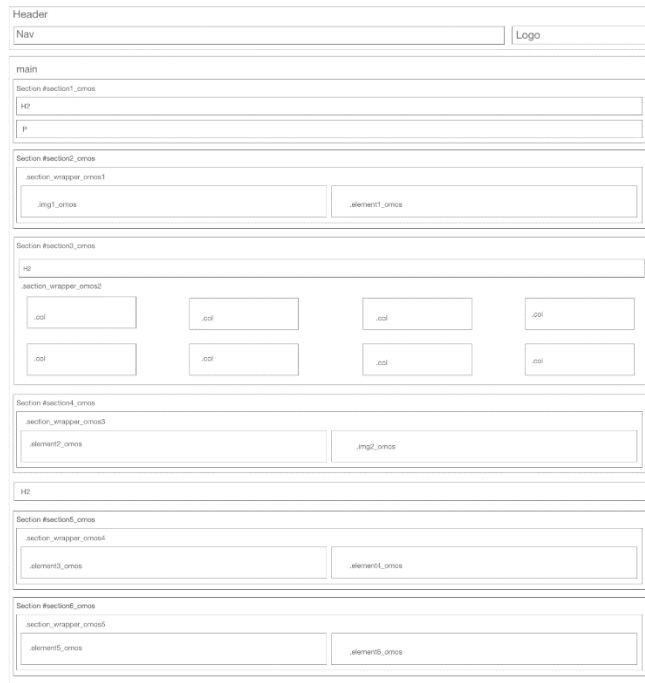 Header
Nav
Logo
main
Section #section1_omos
H2
P
Section #section2_omos
.section_wrapper_omos1
.img1_omos
.element1_omos
Section #section3_omos
H2
.section_wrapper_omos2
.col
.col
.col
.col
.col
.col
.col
.col
Section #section4_omos
.section_wrapper_omos3
.element2_omos
.img2_omos
H2
Section #section5_omos
.section_wrapper_omos4
.element3_omos
.element4_omos
Section #section6_omos
.section_wrapper_omos5
.element5_omos
.element6_omos